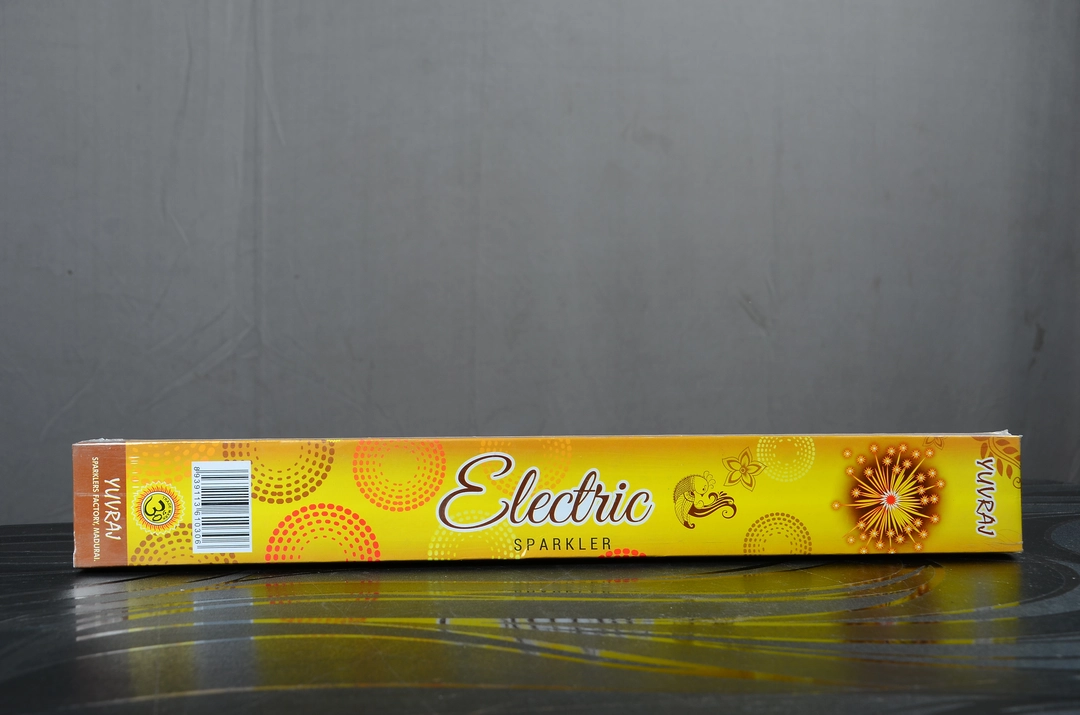 YUVRAJ
SPARKLERS FACTORY, MADURAI.
Electric
SPARKLER
YUVRAJ